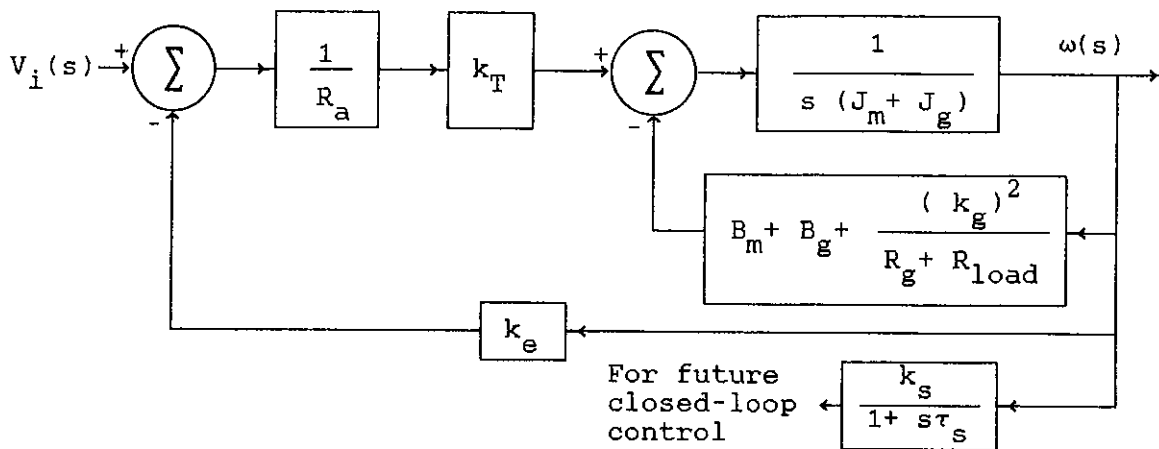 V_i(s) + Σ 1/R_a k_T + Σ 1/(s (J_m+ J_g)) ω(s)
-
-
B_m+ B_g+ ( k_g)^2/(R_g+ R_load)
k_e
For future
closed-loop
control
k_s/(1+ sτ_s)